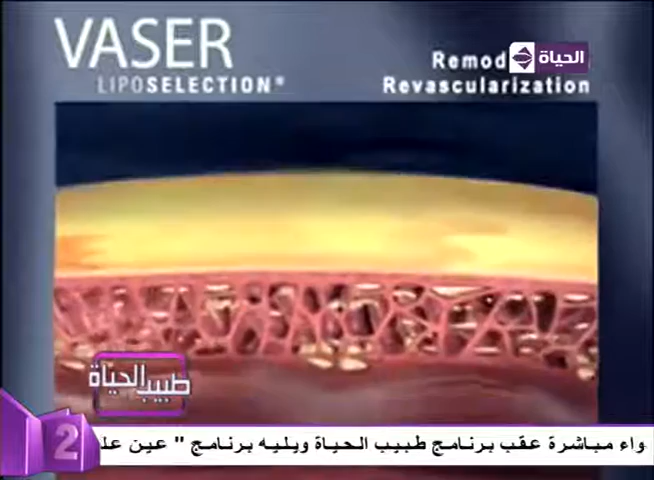 VASER
LIPOSELECTION®
Remod
الحياة
Revascularization
طبيب الحياة
2
واء مباشرة عقب برنامج طبيب الحياة ويليه برنامج " عين عل